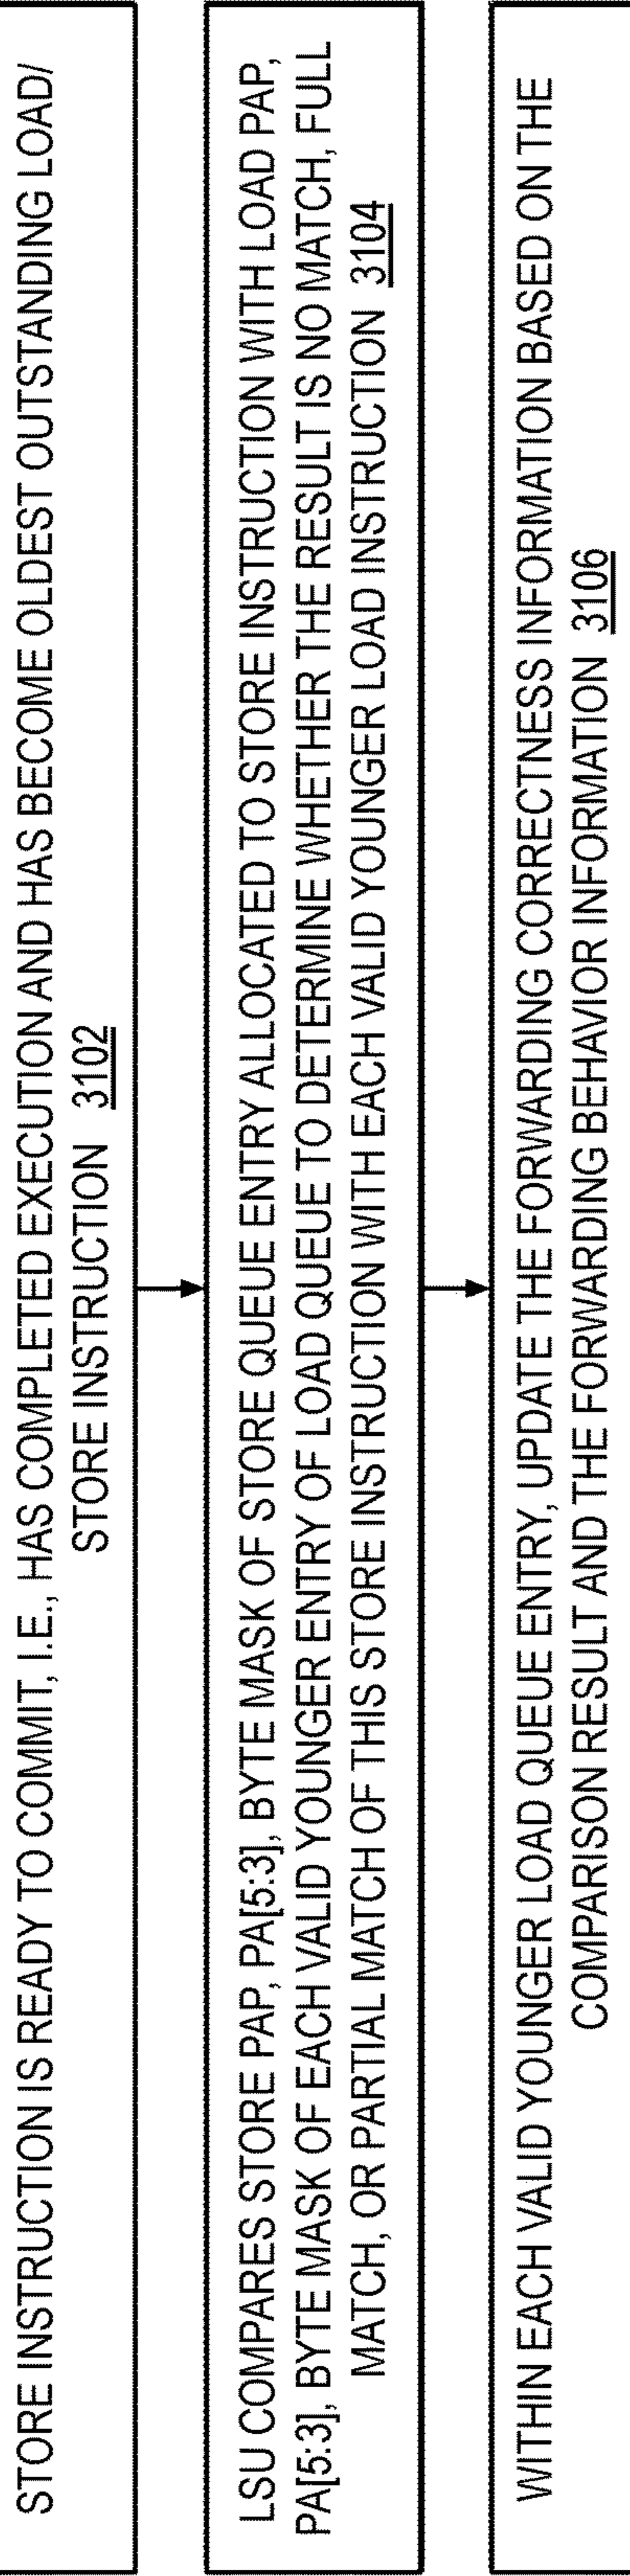 STORE INSTRUCTION IS READY TO COMMIT, I.E., HAS COMPLETED EXECUTION AND HAS BECOME OLDEST OUTSTANDING LOAD/
STORE INSTRUCTION 3102
LSU COMPARES STORE PAP, PA[5:3], BYTE MASK OF STORE QUEUE ENTRY ALLOCATED TO STORE INSTRUCTION WITH LOAD PAP,
PA[5:3], BYTE MASK OF EACH VALID YOUNGER ENTRY OF LOAD QUEUE TO DETERMINE WHETHER THE RESULT IS NO MATCH, FULL
MATCH, OR PARTIAL MATCH OF THIS STORE INSTRUCTION WITH EACH VALID YOUNGER LOAD INSTRUCTION 3104
WITHIN EACH VALID YOUNGER LOAD QUEUE ENTRY, UPDATE THE FORWARDING CORRECTNESS INFORMATION BASED ON THE
COMPARISON RESULT AND THE FORWARDING BEHAVIOR INFORMATION 3106